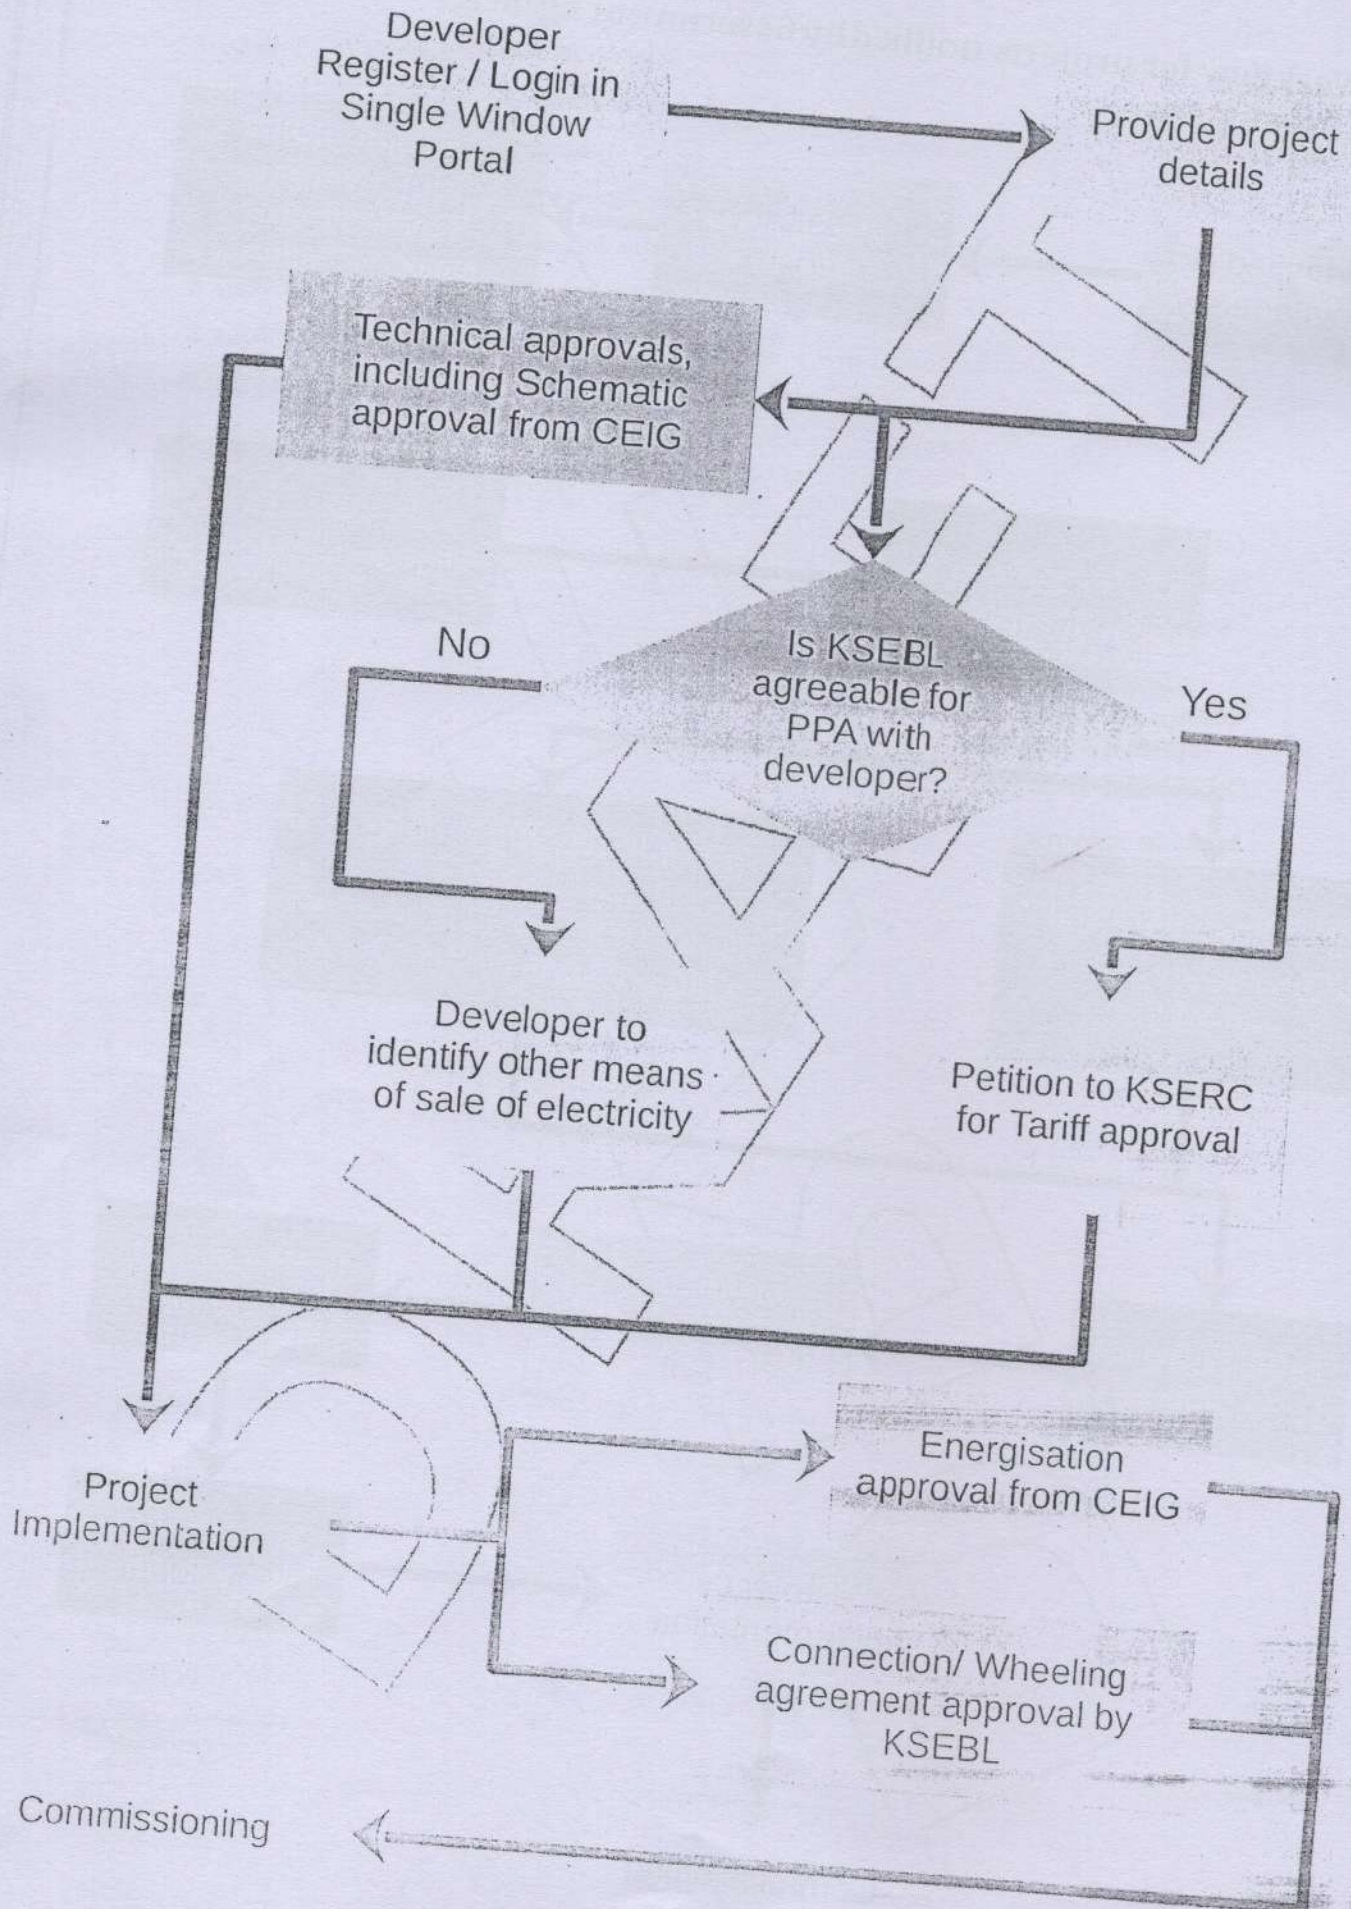 Developer
Register / Login in
Single Window
Portal
Provide project
details
Technical approvals,
including Schematic
approval from CEIG
Is KSEBL
agreeable for
PPA with
developer?
No
Yes
Developer to
identify other means
of sale of electricity
Petition to KSERC
for Tariff approval
Project
Implementation
Energisation
approval from CEIG
Connection/ Wheeling
agreement approval by
KSEBL
Commissioning